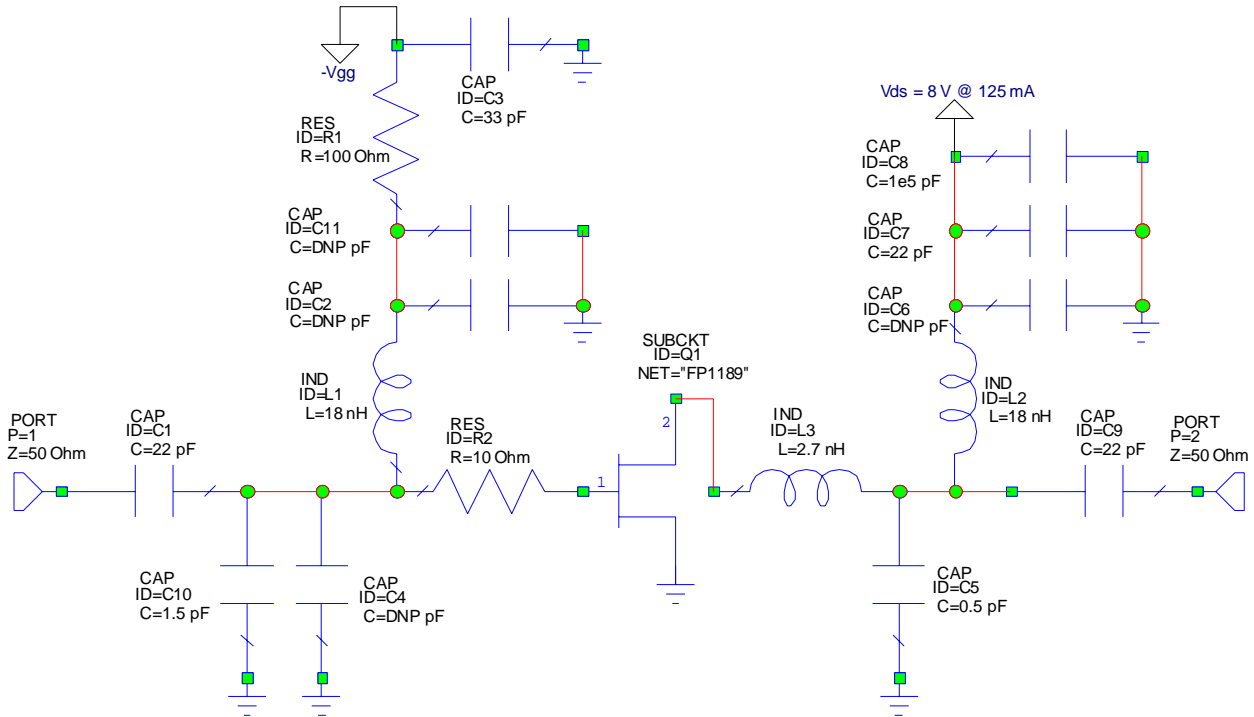 -Vgg
CAP
ID=C3
C=33 pF
RES
ID=R1
R=100 Ohm
Vds = 8 V @ 125 mA
CAP
ID=C8
C=1e5 pF
CAP
ID=C11
C=DNP pF
CAP
ID=C7
C=22 pF
CAP
ID=C2
C=DNP pF
CAP
ID=C6
C=DNP pF
SUBCKT
ID=Q1
NET="FP1189"
IND
ID=L1
L=18 nH
IND
ID=L2
L=18 nH
PORT
P=1
Z=50 Ohm
CAP
ID=C1
C=22 pF
RES
ID=R2
R=10 Ohm
1
2
IND
ID=L3
L=2.7 nH
CAP
ID=C9
C=22 pF
PORT
P=2
Z=50 Ohm
CAP
ID=C10
C=1.5 pF
CAP
ID=C4
C=DNP pF
CAP
ID=C5
C=0.5 pF